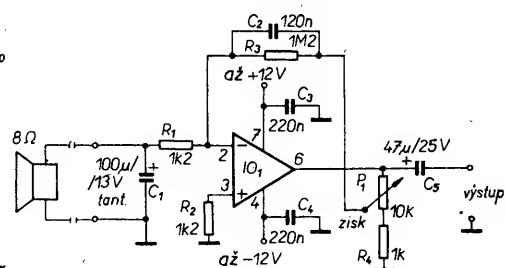 C₂ 120n
R₃ 1M2
až +12V
C₃
220n
8Ω
R₁
1k2
100µ/
/13V
tant.
C₁
2
7
6
3
4
IO₁
R₂
1k2
C₄
220n
až -12V
47µ/25V
C₅
P₁
10k
zisk
R₄ 1k
výstup